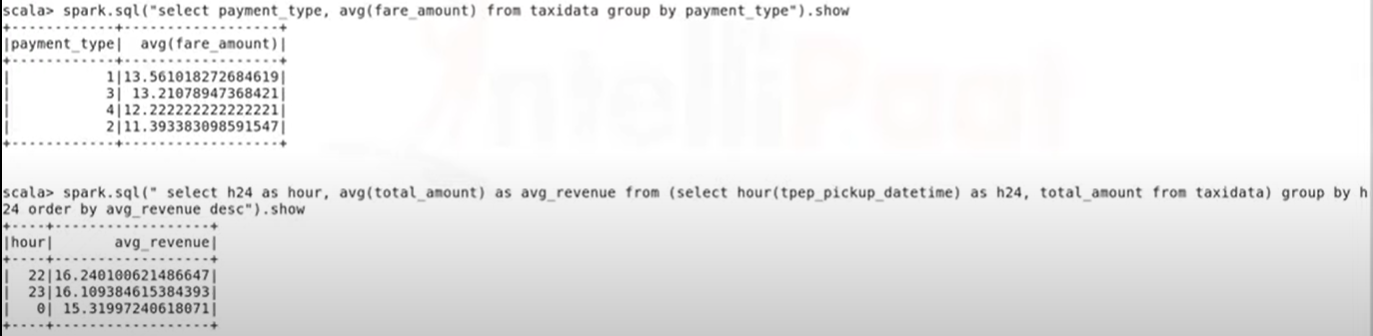 scala> spark.sql("select payment_type, avg(fare_amount) from taxidata group by payment_type").show
+------------+------------------+
|payment_type|  avg(fare_amount)|
+------------+------------------+
|           1|13.561018272684619|
|           3| 13.21078947368421|
|           4|12.222222222222221|
|           2|11.393383098591547|
+------------+------------------+
scala> spark.sql(" select h24 as hour, avg(total_amount) as avg_revenue from (select hour(tpep_pickup_datetime) as h24, total_amount from taxidata) group by h
24 order by avg_revenue desc").show
+----+------------------+
|hour|       avg_revenue|
+----+------------------+
|  22|16.240100621486647|
|  23|16.109384615384393|
|   0| 15.31997240618071|
+----+------------------+
IntelliPaat